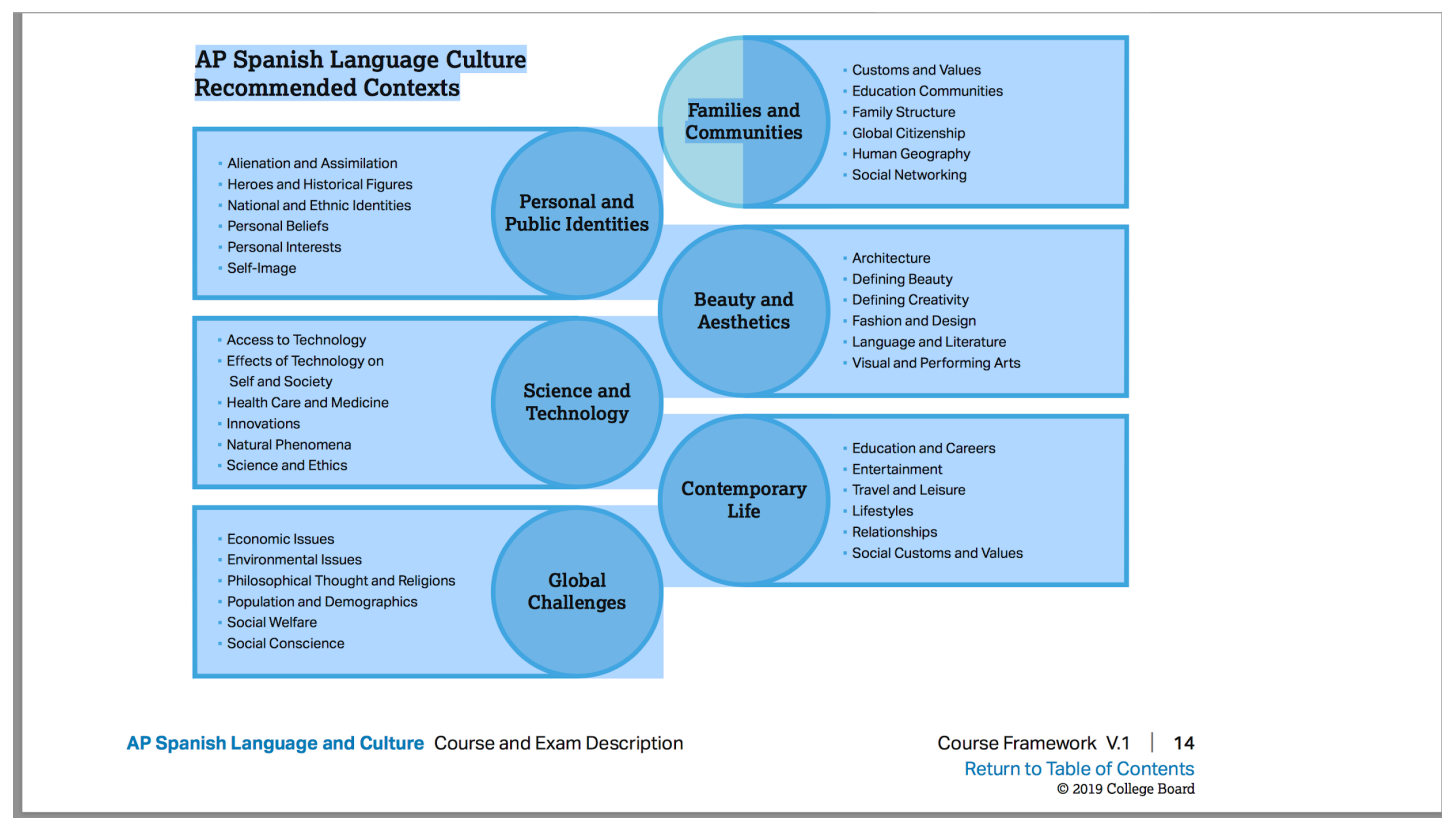 AP Spanish Language Culture
Recommended Contexts
Families and
Communities
▪ Customs and Values
▪ Education Communities
▪ Family Structure
▪ Global Citizenship
▪ Human Geography
▪ Social Networking
Personal and
Public Identities
▪ Alienation and Assimilation
▪ Heroes and Historical Figures
▪ National and Ethnic Identities
▪ Personal Beliefs
▪ Personal Interests
▪ Self-Image
Beauty and
Aesthetics
▪ Architecture
▪ Defining Beauty
▪ Defining Creativity
▪ Fashion and Design
▪ Language and Literature
▪ Visual and Performing Arts
Science and
Technology
▪ Access to Technology
▪ Effects of Technology on
Self and Society
▪ Health Care and Medicine
▪ Innovations
▪ Natural Phenomena
▪ Science and Ethics
Contemporary
Life
▪ Education and Careers
▪ Entertainment
▪ Travel and Leisure
▪ Lifestyles
▪ Relationships
▪ Social Customs and Values
Global
Challenges
▪ Economic Issues
▪ Environmental Issues
▪ Philosophical Thought and Religions
▪ Population and Demographics
▪ Social Welfare
▪ Social Conscience
AP Spanish Language and Culture Course and Exam Description
Course Framework V.1 | 14
Return to Table of Contents
© 2019 College Board